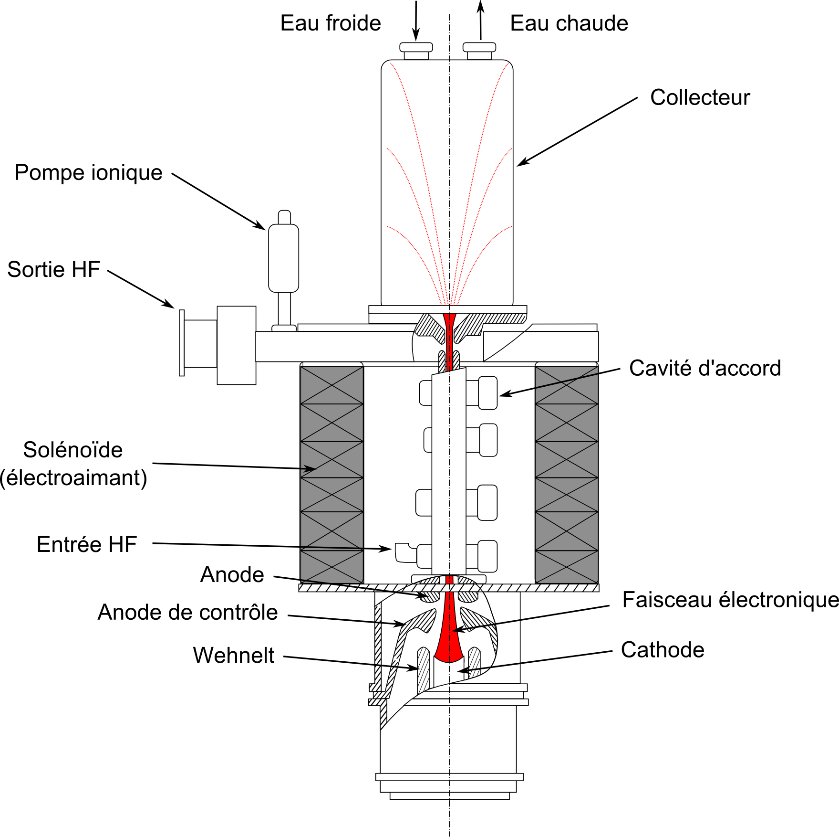 Eau froide
Eau chaude
Collecteur
Pompe ionique
Sortie HF
Cavité d'accord
Solénoïde
(électroaimant)
Entrée HF
Anode
Anode de contrôle
Faisceau électronique
Wehnelt
Cathode